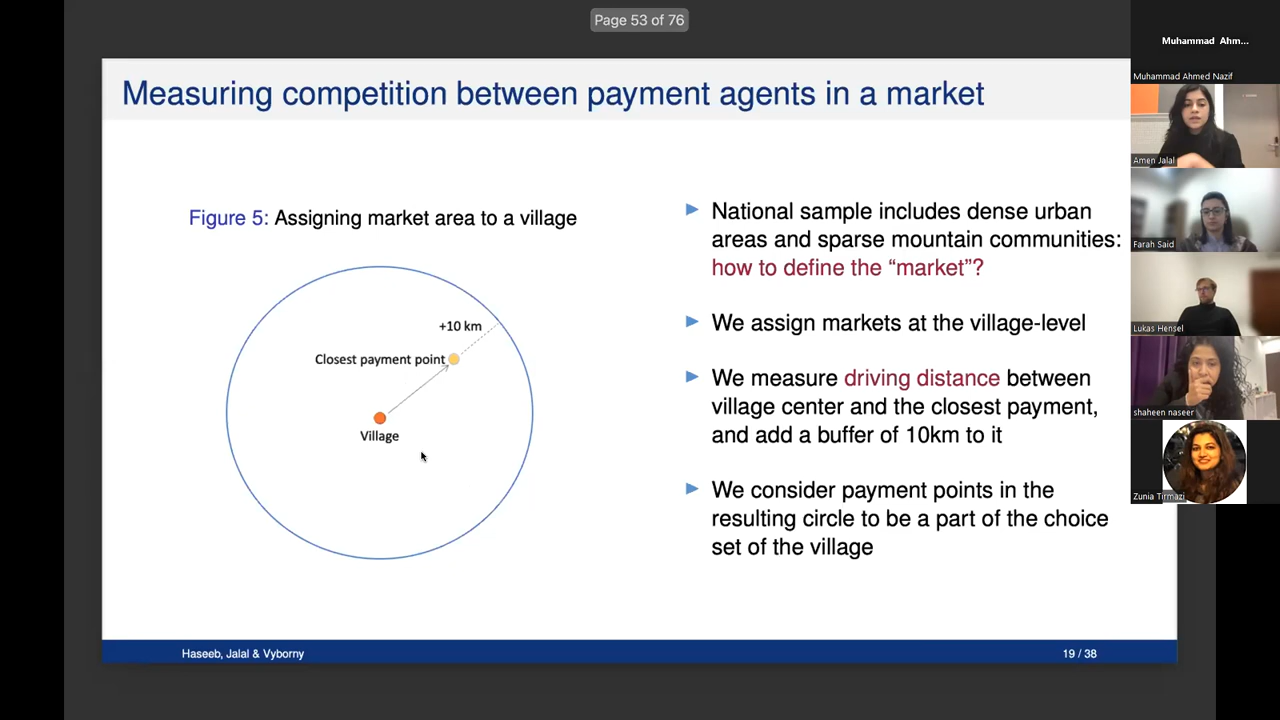 Page 53 of 76
Measuring competition between payment agents in a market
Figure 5: Assigning market area to a village
+10 km
Closest payment point
Village
National sample includes dense urban
areas and sparse mountain communities:
how to define the “market”?
We assign markets at the village-level
We measure driving distance between
village center and the closest payment,
and add a buffer of 10km to it
We consider payment points in the
resulting circle to be a part of the choice
set of the village
Haseeb, Jalal & Vyborny
19 / 38
Muhammad Ahm...
Muhammad Ahmed Nazif
Amen Jalal
Farah Said
Lukas Hensel
shaheen naseer
Zunia Tirmazi